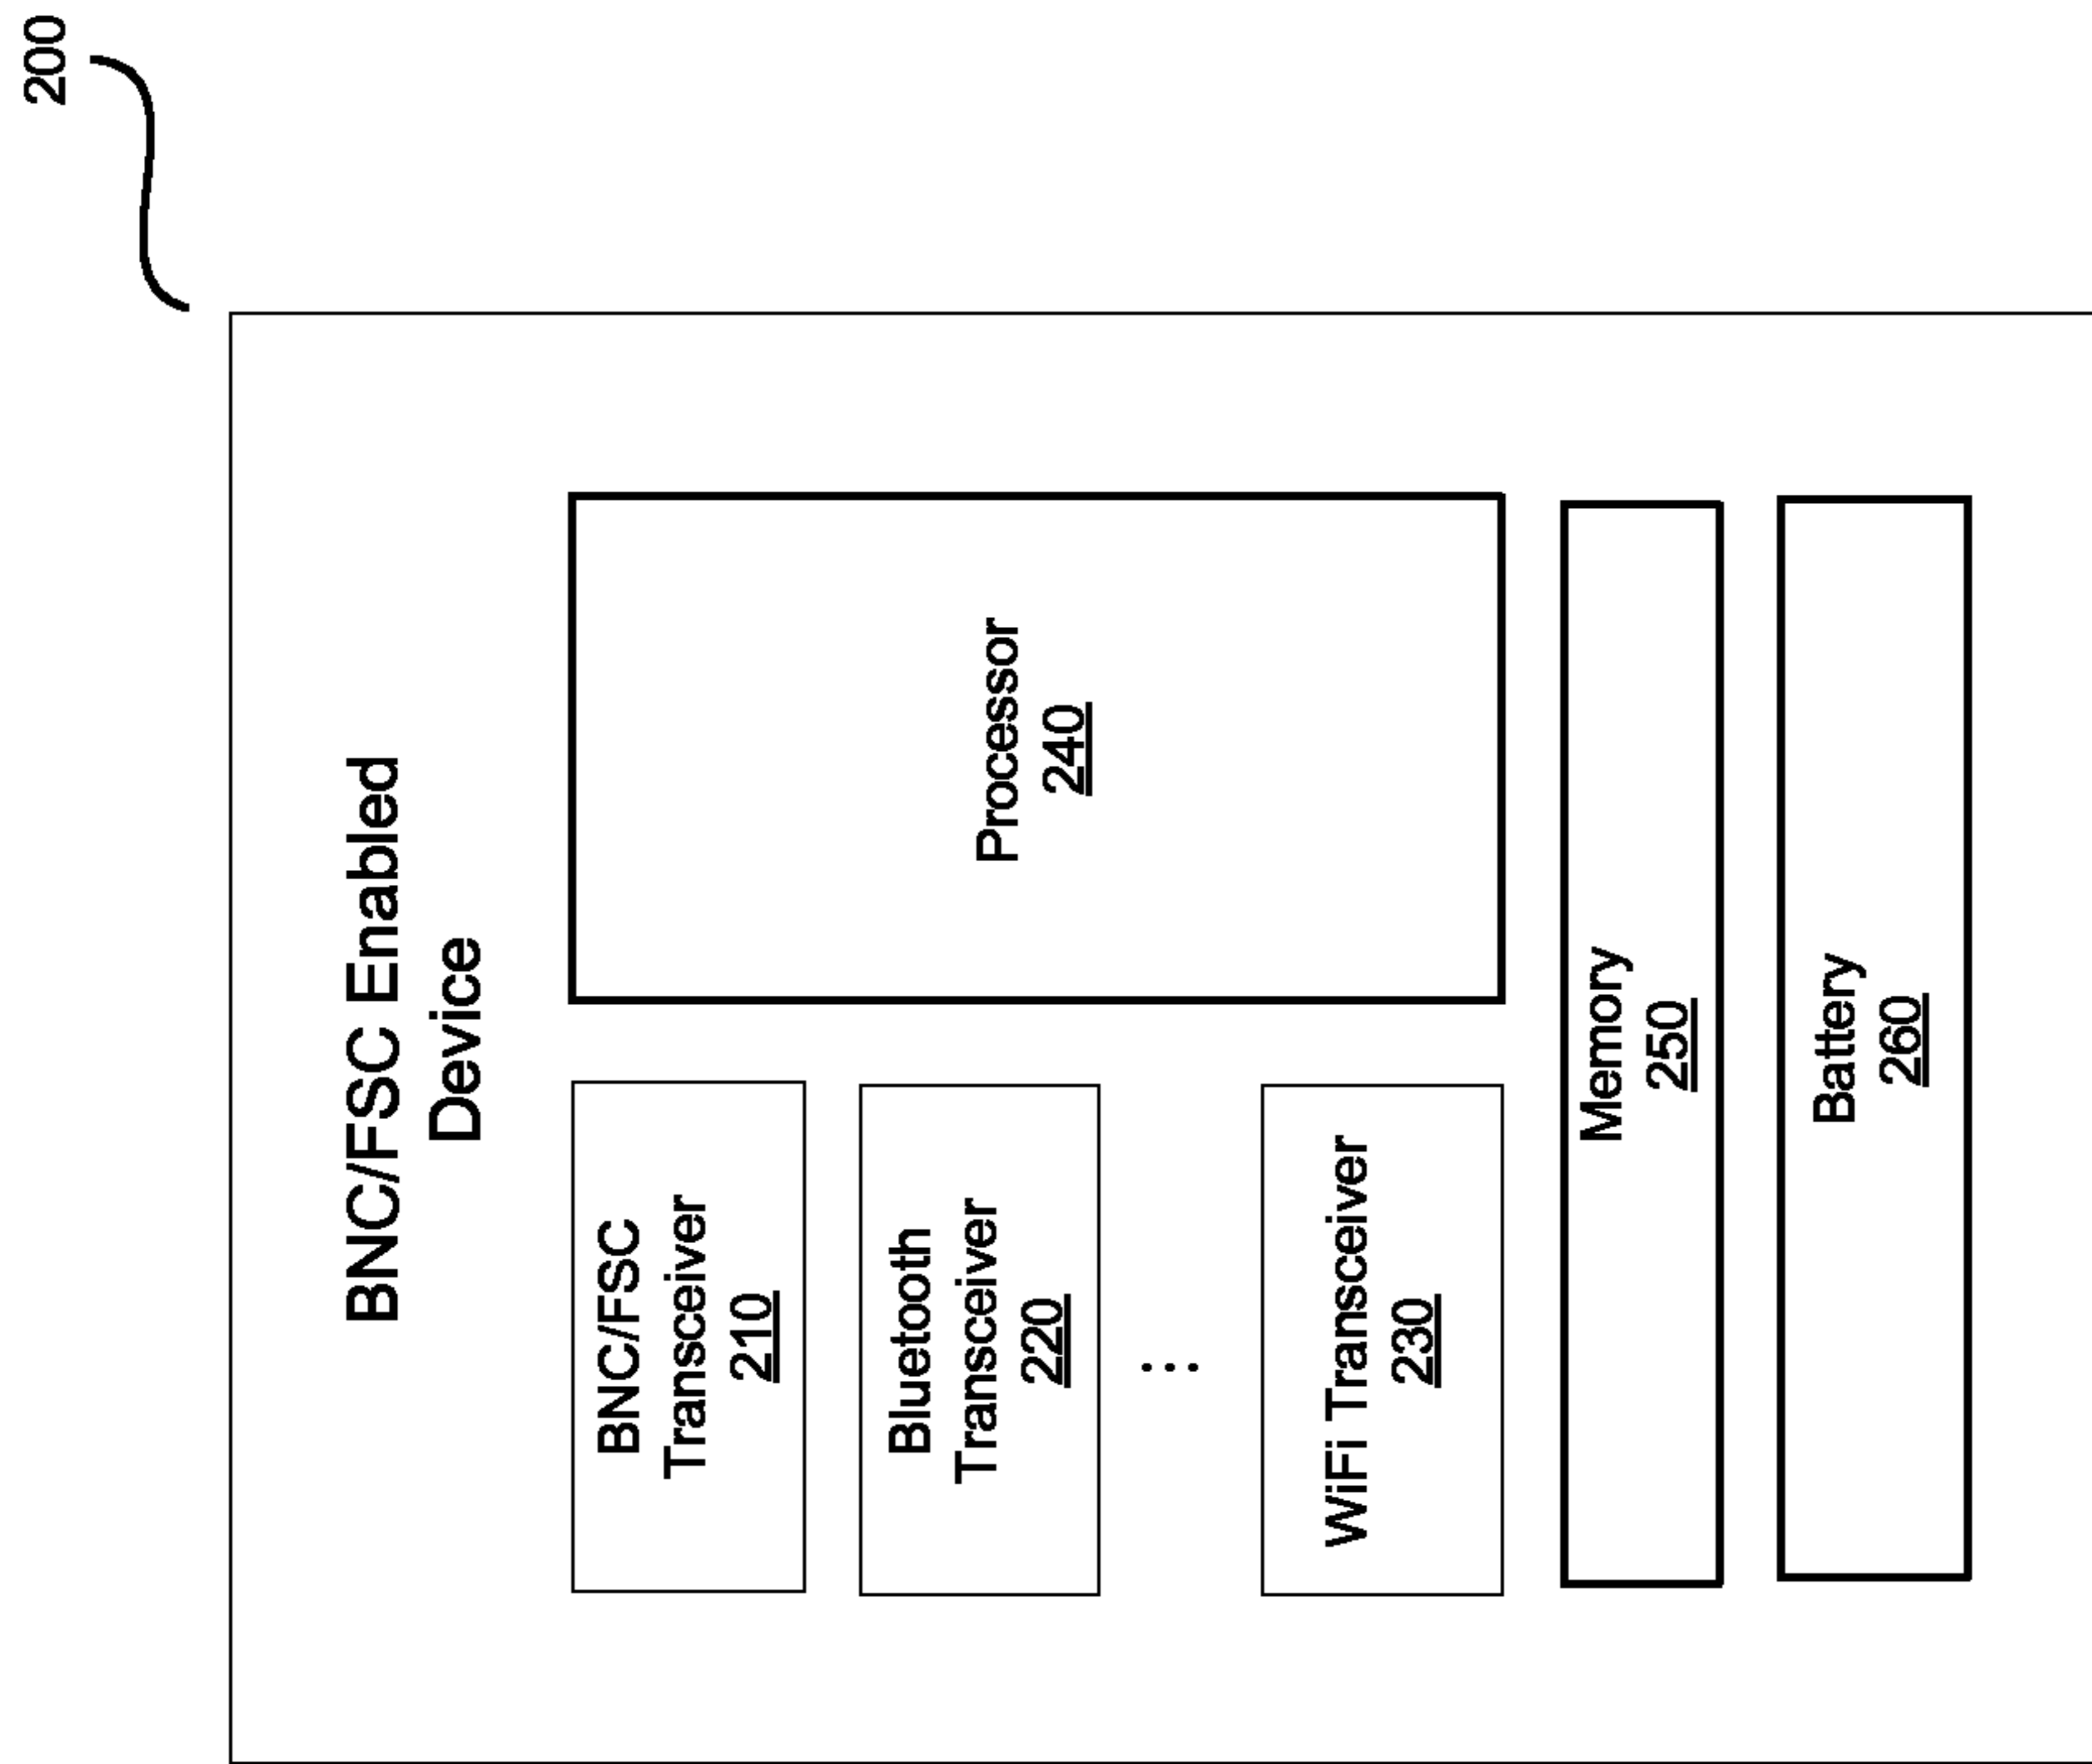 200
BNC/FSC Enabled
Device
BNC/FSC
Transceiver
210
Bluetooth
Transceiver
220
...
WiFi Transceiver
230
Processor
240
Memory
250
Battery
260